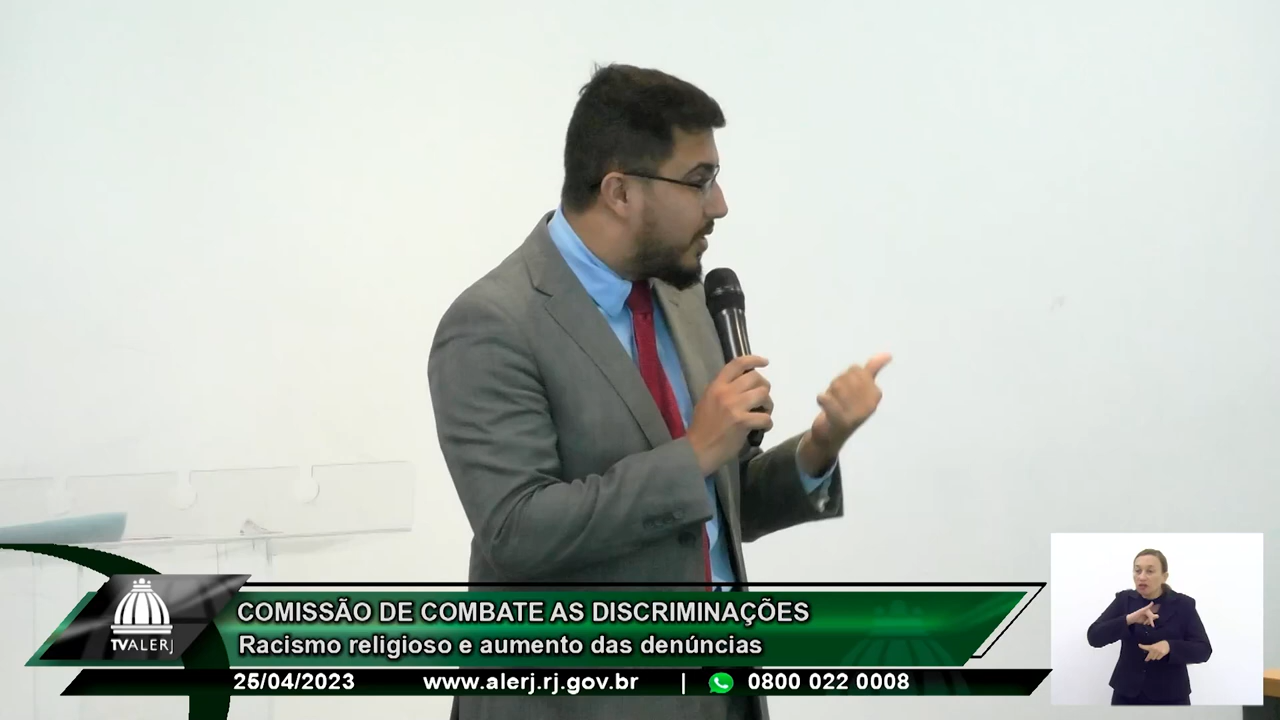 COMISSÃO DE COMBATE AS DISCRIMINAÇÕES
TVALERJ
Racismo religioso e aumento das denúncias
25/04/2023 www.alerj.rj.gov.br | 0800 022 0008